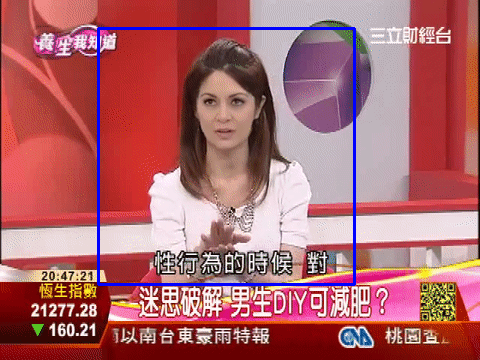 養生我知道
三立財經台
性行為的時候 對
20:47:21
恆生指數
21277.28
▼160.21
迷思破解 男生DIY可減肥？
以南台東豪雨特報
CNA 桃園查